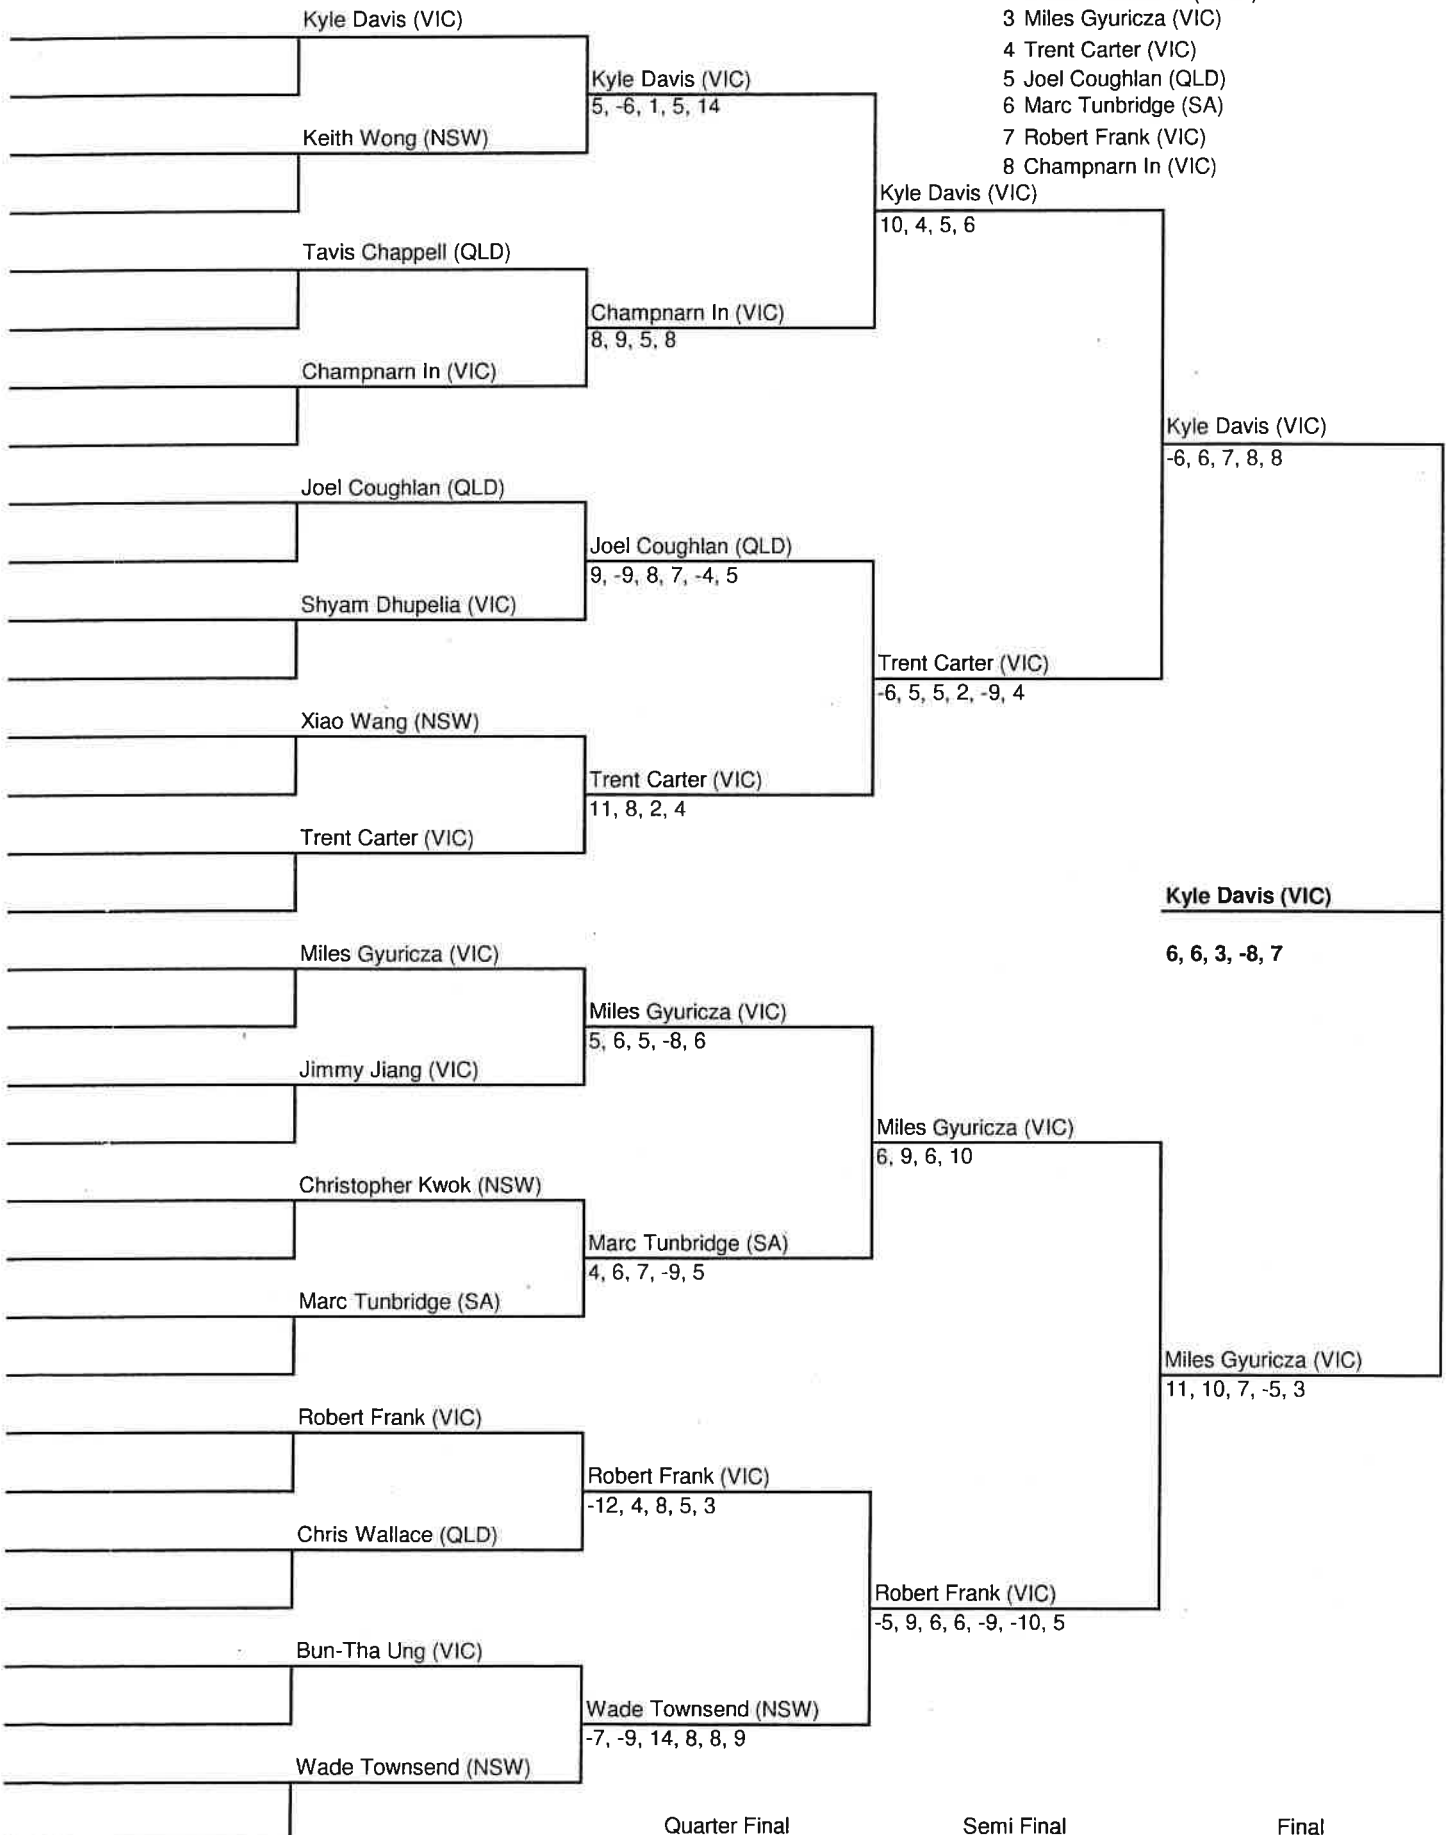 3 Miles Gyuricza (VIC)
4 Trent Carter (VIC)
5 Joel Coughlan (QLD)
6 Marc Tunbridge (SA)
7 Robert Frank (VIC)
8 Champnarn In (VIC)
Kyle Davis (VIC)
Kyle Davis (VIC)
5, -6, 1, 5, 14
Keith Wong (NSW)
Kyle Davis (VIC)
10, 4, 5, 6
Tavis Chappell (QLD)
Champnarn In (VIC)
8, 9, 5, 8
Champnarn In (VIC)
Kyle Davis (VIC)
-6, 6, 7, 8, 8
Joel Coughlan (QLD)
Joel Coughlan (QLD)
9, -9, 8, 7, -4, 5
Shyam Dhupelia (VIC)
Trent Carter (VIC)
-6, 5, 5, 2, -9, 4
Xiao Wang (NSW)
Trent Carter (VIC)
11, 8, 2, 4
Trent Carter (VIC)
Kyle Davis (VIC)
6, 6, 3, -8, 7
Miles Gyuricza (VIC)
Miles Gyuricza (VIC)
5, 6, 5, -8, 6
Jimmy Jiang (VIC)
Miles Gyuricza (VIC)
6, 9, 6, 10
Christopher Kwok (NSW)
Marc Tunbridge (SA)
4, 6, 7, -9, 5
Marc Tunbridge (SA)
Miles Gyuricza (VIC)
11, 10, 7, -5, 3
Robert Frank (VIC)
Robert Frank (VIC)
-12, 4, 8, 5, 3
Chris Wallace (QLD)
Robert Frank (VIC)
-5, 9, 6, 6, -9, -10, 5
Bun-Tha Ung (VIC)
Wade Townsend (NSW)
-7, -9, 14, 8, 8, 9
Wade Townsend (NSW)
Quarter Final
Semi Final
Final